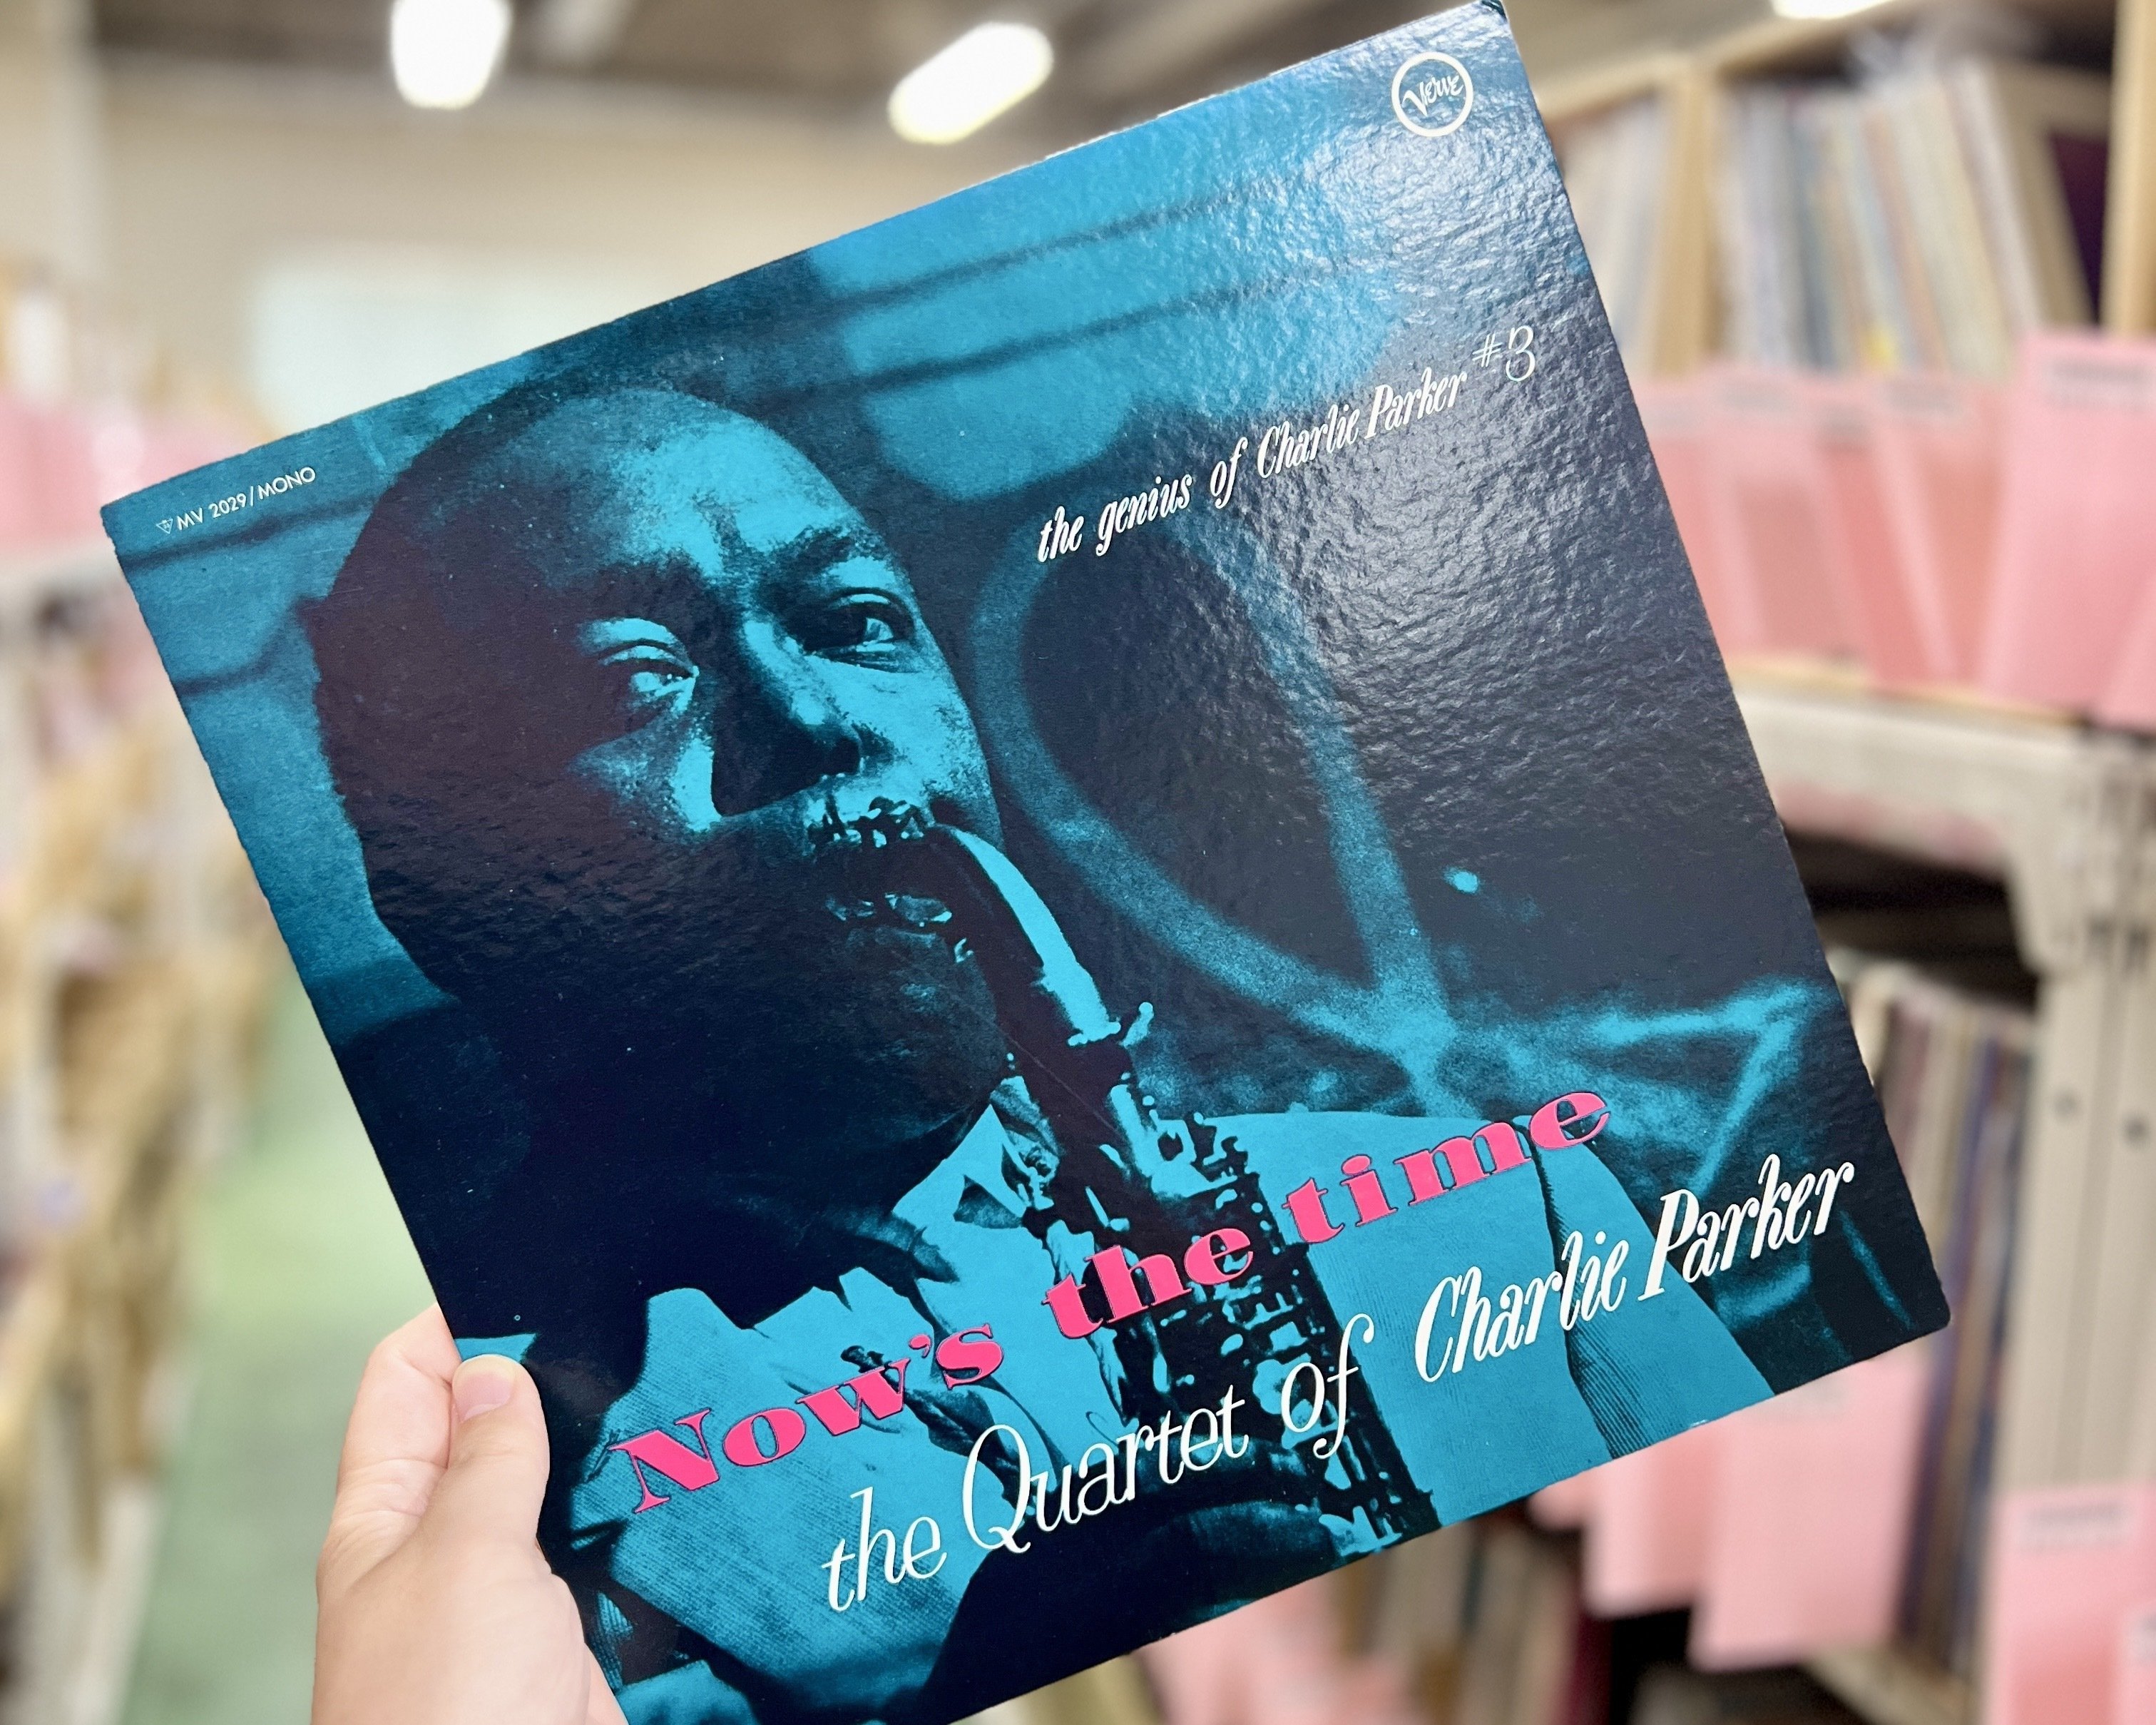 Verve
MV 2029/MONO
the genius of Charlie Parker #3
Now's the time
the Quartet of Charlie Parker